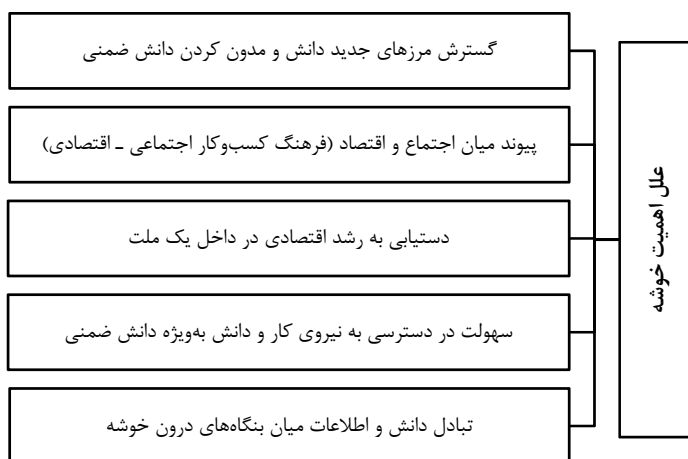 علل اهمیت خوشه
گسترش مرزهای جدید دانش و مدون کردن دانش ضمنی
پیوند میان اجتماع و اقتصاد (فرهنگ کسب‌وکار اجتماعی ـ اقتصادی)
دستیابی به رشد اقتصادی در داخل یک ملت
سهولت در دسترسی به نیروی کار و دانش به‌ویژه دانش ضمنی
تبادل دانش و اطلاعات میان بنگاه‌های درون خوشه